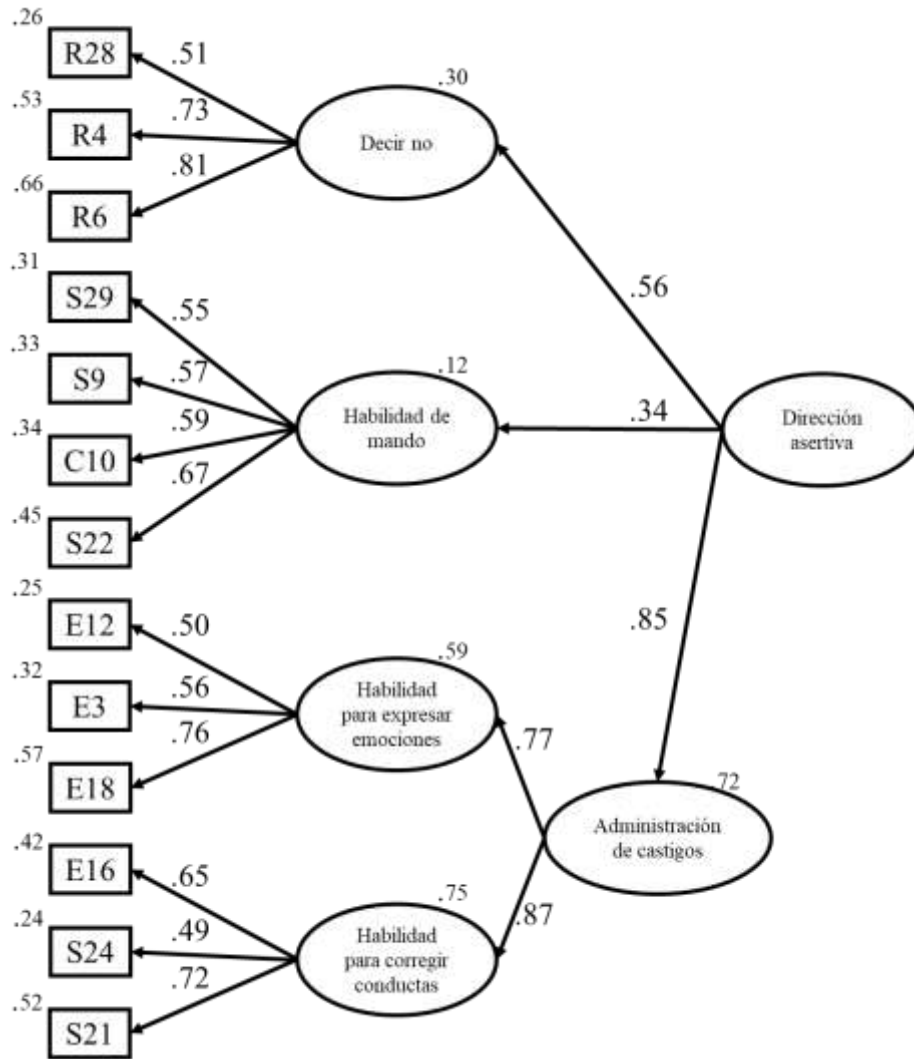 .26
R28
.51
.30
.53
R4
.73
Decir no
.81
.66
R6
.31
S29
.55
.56
.33
S9
.57
.12
.59
Habilidad de
mando
.34
Dirección
asertiva
.34
C10
.67
.45
S22
.25
E12
.50
.85
.59
.32
E3
.56
Habilidad
para expresar
emociones
.76
.77
.57
E18
.72
Administración
de castigos
.42
E16
.65
.75
.87
.24
S24
.49
Habilidad
para corregir
conductas
.72
.52
S21